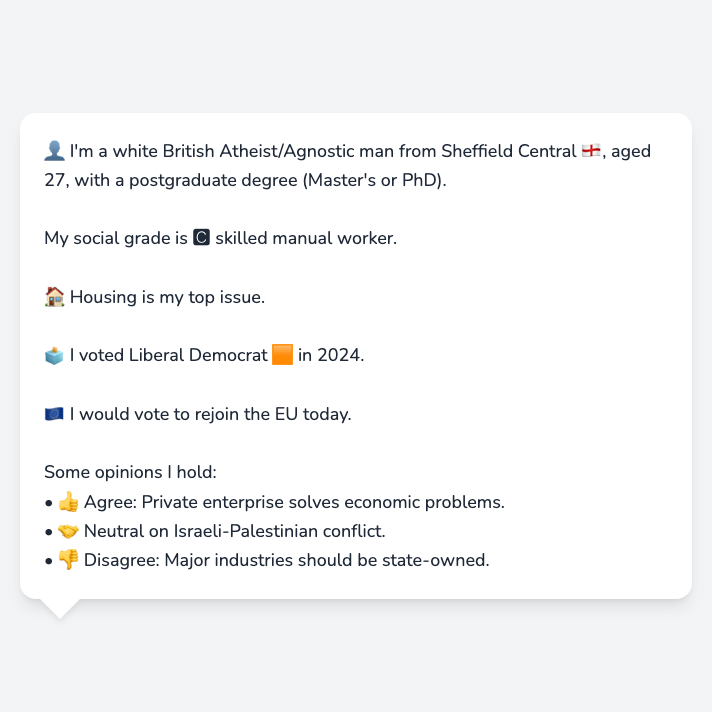 👤 I'm a white British Atheist/Agnostic man from Sheffield Central 🏴󠁧󠁢󠁥󠁮󠁧󠁿, aged
27, with a postgraduate degree (Master's or PhD).
My social grade is C skilled manual worker.
🏠 Housing is my top issue.
🗳️ I voted Liberal Democrat 🟧 in 2024.
🇪🇺 I would vote to rejoin the EU today.
Some opinions I hold:
• 👍 Agree: Private enterprise solves economic problems.
• 🤝 Neutral on Israeli-Palestinian conflict.
• 👎 Disagree: Major industries should be state-owned.